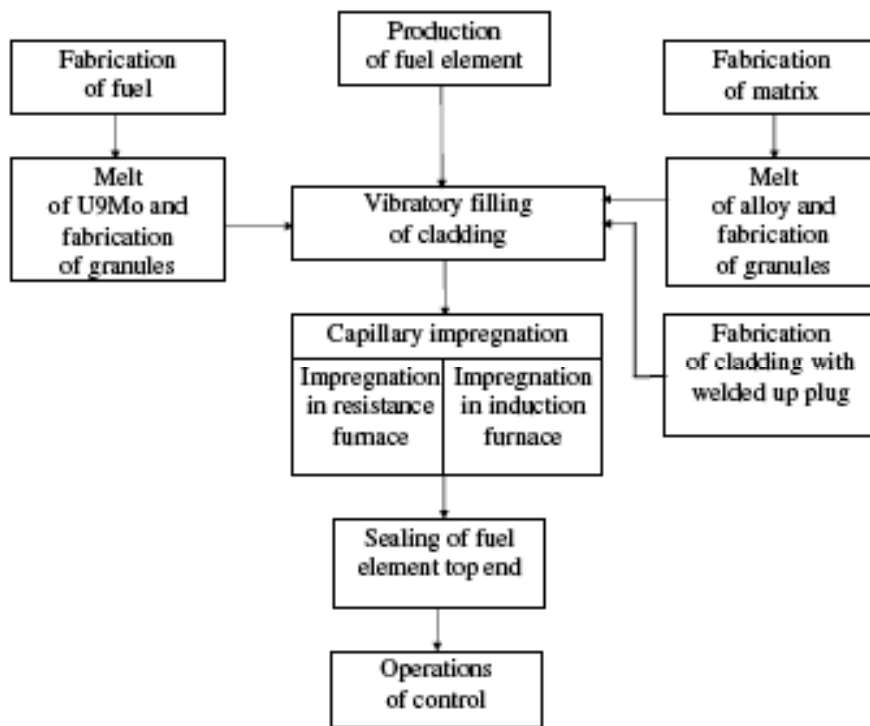 Fabrication
of fuel
Production
of fuel element
Fabrication
of matrix
Melt
of U9Mo and
fabrication
of granules
Vibratory filling
of cladding
Melt
of alloy and
fabrication
of granules
Capillary impregnation
Impregnation
in resistance
furnace
Impregnation
in induction
furnace
Fabrication
of cladding with
welded up plug
Sealing of fuel
element top end
Operations
of control